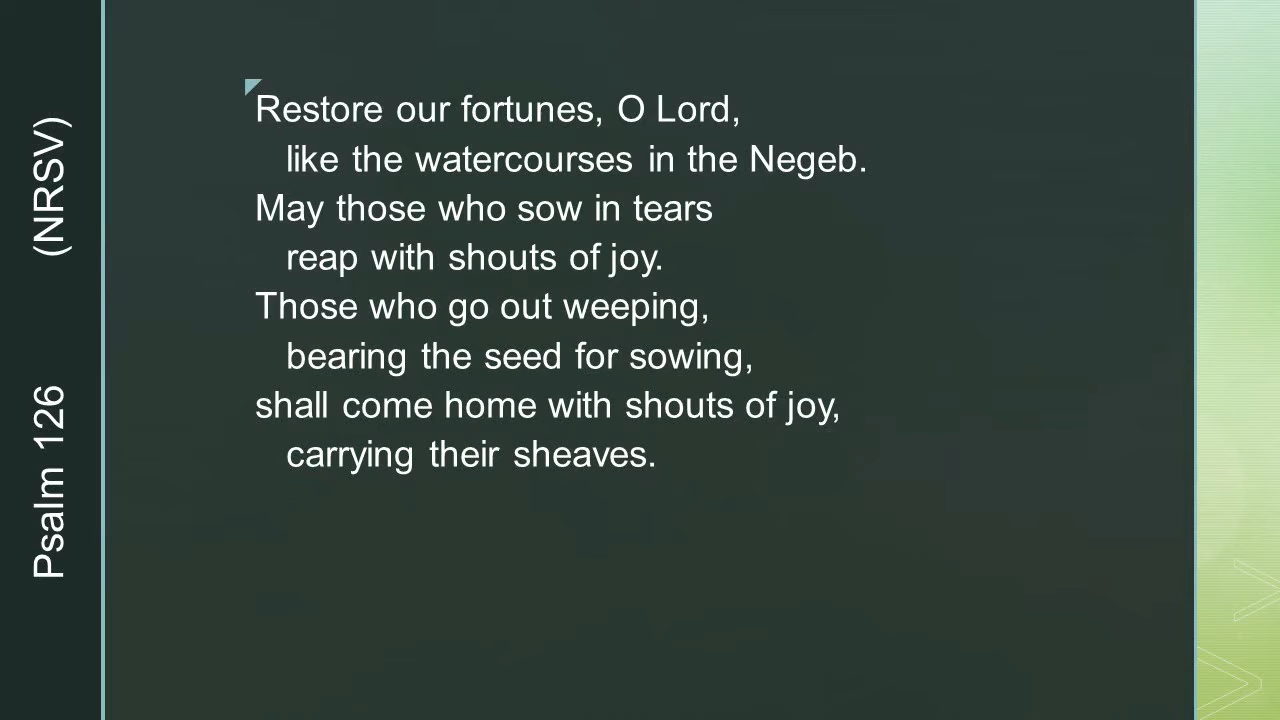 Psalm 126 (NRSV)
Restore our fortunes, O Lord,
like the watercourses in the Negeb.
May those who sow in tears
reap with shouts of joy.
Those who go out weeping,
bearing the seed for sowing,
shall come home with shouts of joy,
carrying their sheaves.